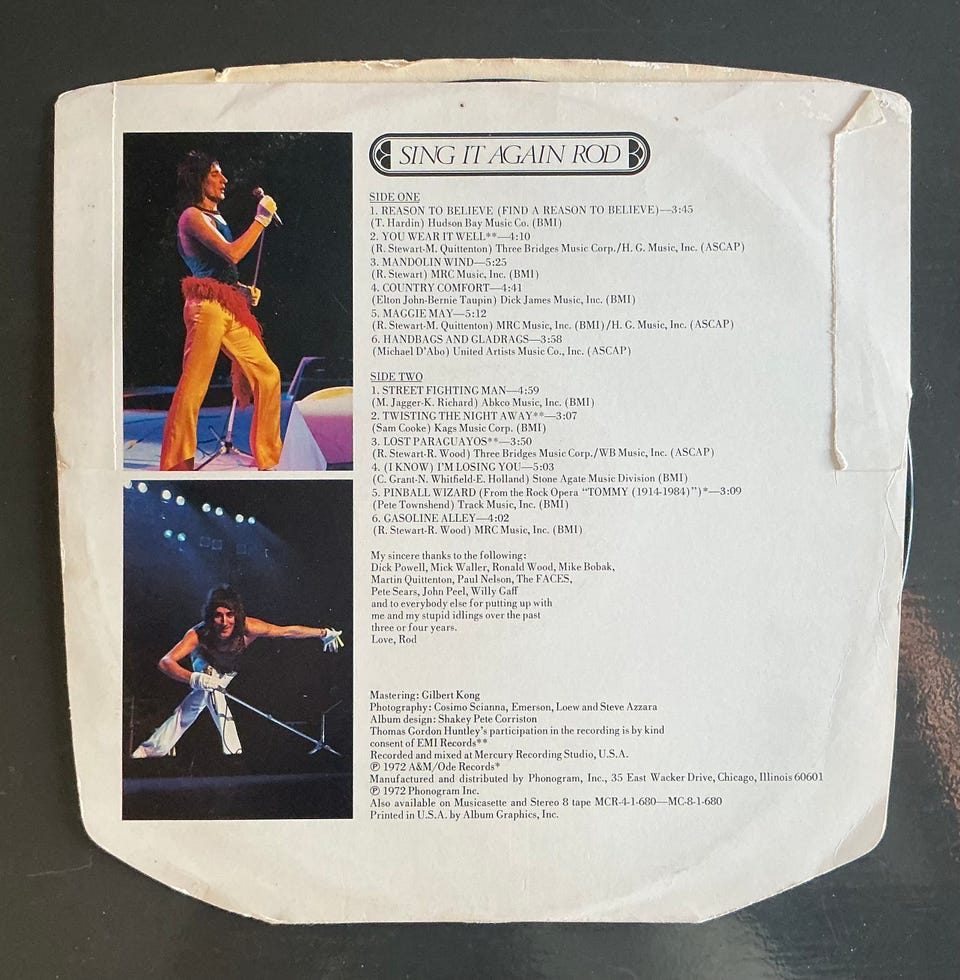 SING IT AGAIN ROD
SIDE ONE
1. REASON TO BELIEVE (FIND A REASON TO BELIEVE)—3:45
(T. Hardin) Hudson Bay Music Co. (BMI)
2. YOU WEAR IT WELL**—4:10
(R. Stewart-M. Quittenton) Three Bridges Music Corp./H. G. Music, Inc. (ASCAP)
3. MANDOLIN WIND—5:25
(R. Stewart) MRC Music, Inc. (BMI)
4. COUNTRY COMFORT—4:41
(Elton John-Bernie Taupin) Dick James Music, Inc. (BMI)
5. MAGGIE MAY—5:12
(R. Stewart-M. Quittenton) MRC Music, Inc. (BMI)/H. G. Music, Inc. (ASCAP)
6. HANDBAGS AND GLADRAGS—3:58
(Michael D'Abo) United Artists Music Co., Inc. (ASCAP)
SIDE TWO
1. STREET FIGHTING MAN—4:59
(M. Jagger-K. Richard) Abkco Music, Inc. (BMI)
2. TWISTING THE NIGHT AWAY**—3:07
(Sam Cooke) Kags Music Corp. (BMI)
3. LOST PARAGUAYOS**—3:50
(R. Stewart-R. Wood) Three Bridges Music Corp./WB Music, Inc. (ASCAP)
4. (I KNOW) I'M LOSING YOU—5:03
(C. Grant-N. Whitfield-E. Holland) Stone Agate Music Division (BMI)
5. PINBALL WIZARD (From the Rock Opera "TOMMY (1914-1984)")*—3:09
(Pete Townshend) Track Music, Inc. (BMI)
6. GASOLINE ALLEY—4:02
(R. Stewart-R. Wood) MRC Music, Inc. (BMI)
My sincere thanks to the following:
Dick Powell, Mick Waller, Ronald Wood, Mike Bobak,
Martin Quittenton, Paul Nelson, The FACES,
Pete Sears, John Peel, Willy Gaff
and to everybody else for putting up with
me and my stupid idlings over the past
three or four years.
Love, Rod
Mastering: Gilbert Kong
Photography: Cosimo Scianna, Emerson, Loew and Steve Azzara
Album design: Shakey Pete Corriston
Thomas Gordon Huntley's participation in the recording is by kind
consent of EMI Records**
Recorded and mixed at Mercury Recording Studio, U.S.A.
℗ 1972 A&M/Ode Records*
Manufactured and distributed by Phonogram, Inc., 35 East Wacker Drive, Chicago, Illinois 60601
℗ 1972 Phonogram Inc.
Also available on Musicasette and Stereo 8 tape MCR-4-1-680—MC-8-1-680
Printed in U.S.A. by Album Graphics, Inc.